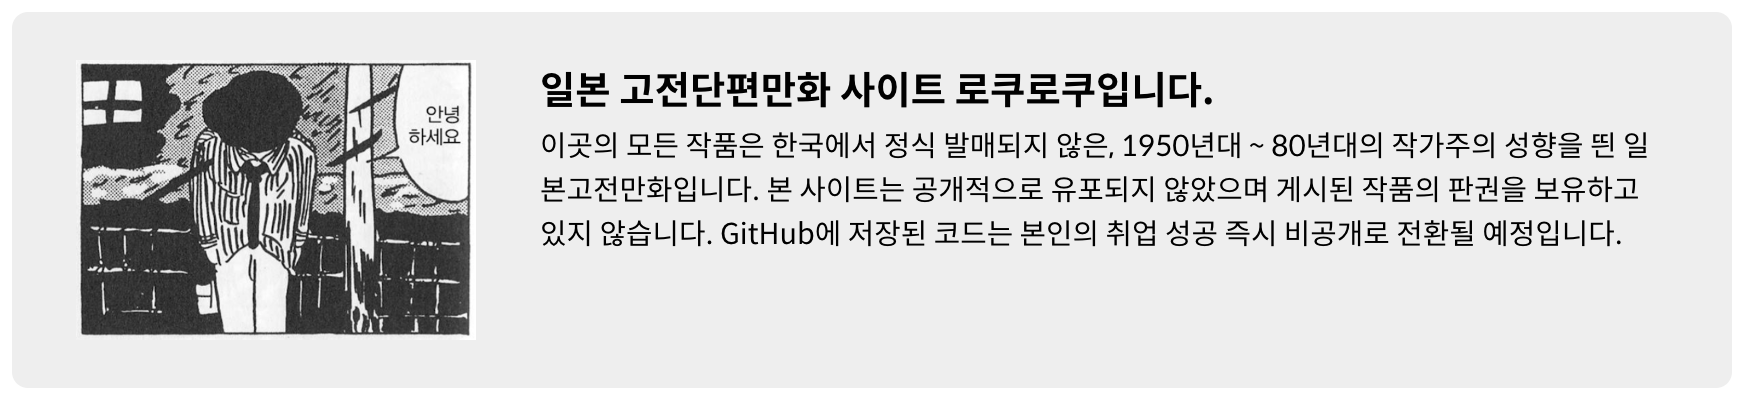 안녕
하세요
일본 고전단편만화 사이트 로쿠로쿠입니다.
이곳의 모든 작품은 한국에서 정식 발매되지 않은, 1950년대 ~ 80년대의 작가주의 성향을 띈 일
본고전만화입니다. 본 사이트는 공개적으로 유포되지 않았으며 게시된 작품의 판권을 보유하고
있지 않습니다. GitHub에 저장된 코드는 본인의 취업 성공 즉시 비공개로 전환될 예정입니다.